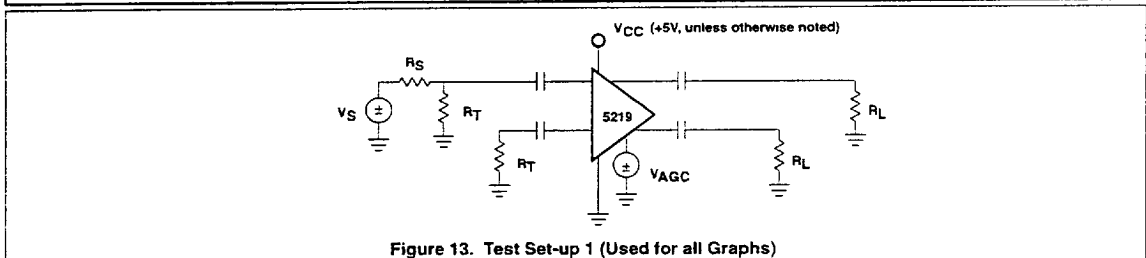 VCC (+5V, unless otherwise noted)
RS
VS
RT
5219
RL
RT
VAGC
RL
Figure 13. Test Set-up 1 (Used for all Graphs)